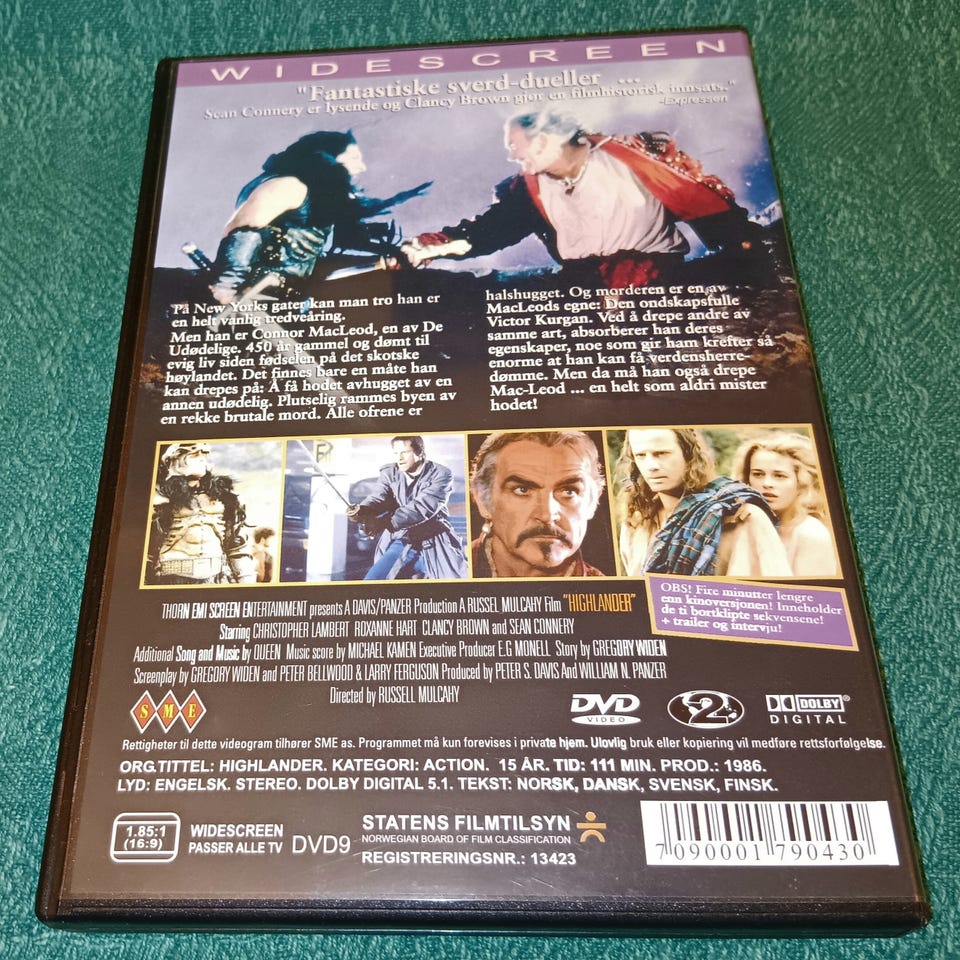 WIDESCREEN
"Fantastiske sverd-dueller ...
Sean Connery er lysende og Clancy Brown gjør en filmhistorisk innsats."
-Expressen
På New Yorks gater kan man tro han er
en helt vanlig tredveåring.
Men han er Connor MacLeod, en av De
Udødelige. 450 år gammel og dømt til
evig liv siden fødselen på det skotske
høylandet. Det finnes bare en måte han
kan drepes på: Å få hodet avhugget av en
annen udødelig. Plutselig rammes byen av
en rekke brutale mord. Alle ofrene er
halshugget. Og morderen er en av
MacLeods egne: Den ondskapsfulle
Victor Kurgan. Ved å drepe andre av
samme art, absorberer han deres
egenskaper, noe som gir ham krefter så
enorme at han kan få verdensherre-
dømme. Men da må han også drepe
Mac-Leod ... en helt som aldri mister
hodet!
OBS! Fire minutter lengre
enn kinoversjonen! Inneholder
de ti bortklipte sekvensene!
+ trailer og intervju!
THORN EMI SCREEN ENTERTAINMENT presents A DAVIS/PANZER Production A RUSSEL MULCAHY Film "HIGHLANDER"
Starring CHRISTOPHER LAMBERT ROXANNE HART CLANCY BROWN and SEAN CONNERY
Additional Song and Music by QUEEN Music score by MICHAEL KAMEN Executive Producer E.G MONELL Story by GREGORY WIDEN
Screenplay by GREGORY WIDEN and PETER BELLWOOD & LARRY FERGUSON Produced by PETER S. DAVIS And WILLIAM N. PANZER
Directed by RUSSELL MULCAHY
SME
DVD VIDEO
2
DOLBY DIGITAL
Rettigheter til dette videogram tilhører SME as. Programmet må kun forevises i private hjem. Ulovlig bruk eller kopiering vil medføre rettsforfølgelse.
ORG.TITTEL: HIGHLANDER. KATEGORI: ACTION. 15 ÅR. TID: 111 MIN. PROD.: 1986.
LYD: ENGELSK. STEREO. DOLBY DIGITAL 5.1. TEKST: NORSK, DANSK, SVENSK, FINSK.
1.85:1
(16:9)
WIDESCREEN
PASSER ALLE TV
DVD9
STATENS FILMTILSYN
NORWEGIAN BOARD OF FILM CLASSIFICATION
REGISTRERINGSNR.: 13423
7 090001 790430